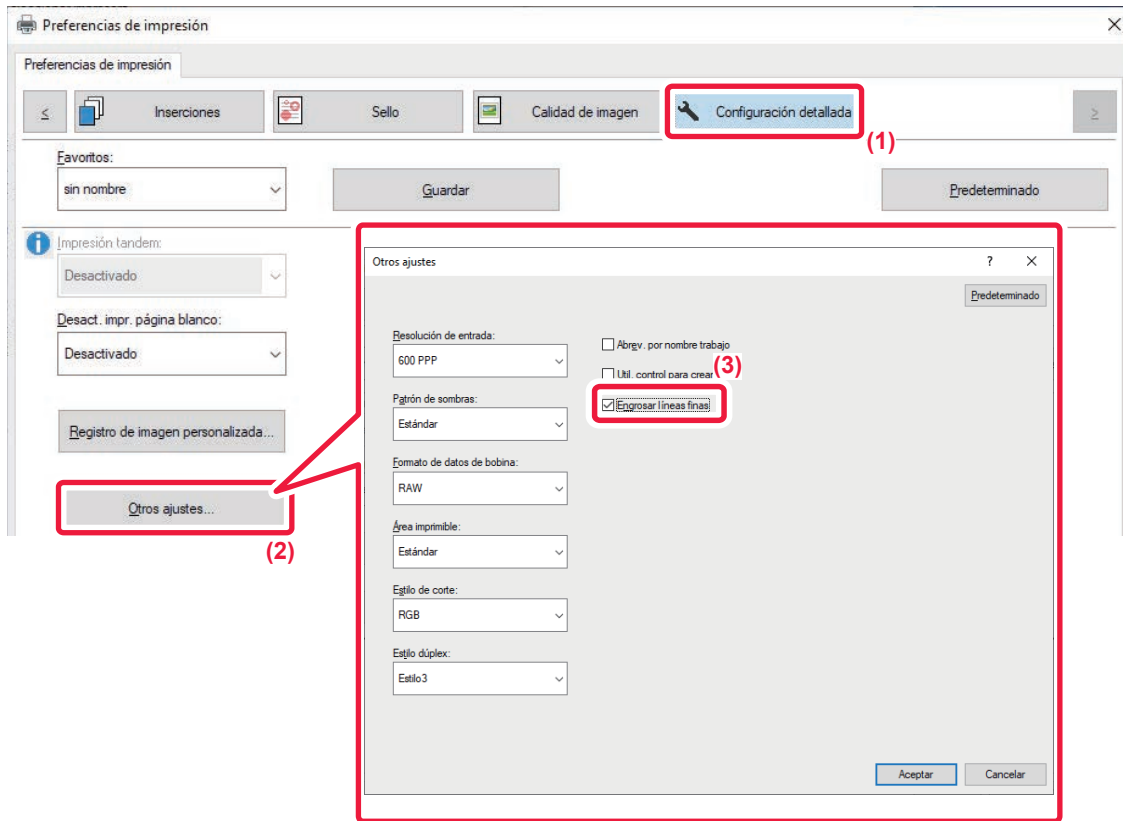 Preferencias de impresión
Preferencias de impresión
<
Inserciones
Sello
Calidad de imagen
Configuración detallada
>
(1)
Favoritos:
sin nombre
Guardar
Predeterminado
Impresión tandem:
Desactivado
Desact. impr. página blanco:
Desactivado
Registro de imagen personalizada...
Otros ajustes...
(2)
Otros ajustes
?
Predeterminado
Resolución de entrada:
600 PPP
Abrev. por nombre trabajo
Util. control para crear
(3)
Engrosar líneas finas
Patrón de sombras:
Estándar
Formato de datos de bobina:
RAW
Área imprimible:
Estándar
Estilo de corte:
RGB
Estilo dúplex:
Estilo3
Aceptar
Cancelar